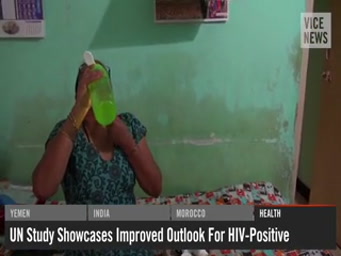 VICE
NEWS
YEMEN INDIA MOROCCO HEALTH
UN Study Showcases Improved Outlook For HIV-Positive